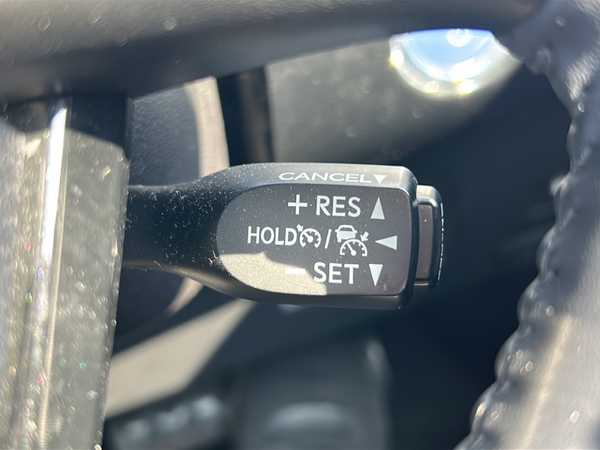 CANCEL▼
+ RES ▲
HOLD / ◀
− SET ▼